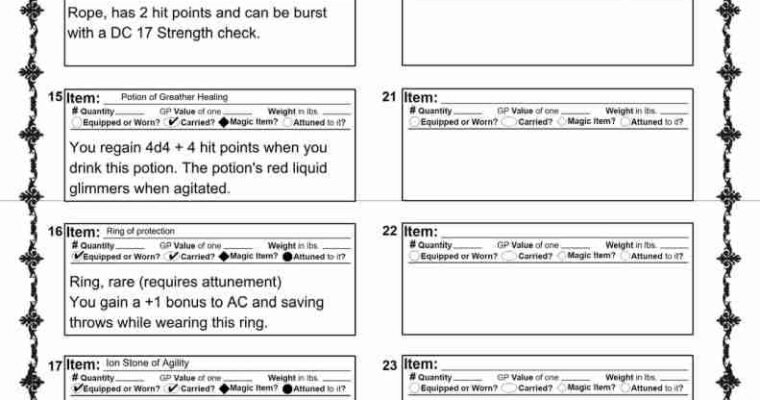 Rope, has 2 hit points and can be burst
with a DC 17 Strength check.
15 Item: Potion of Greather Healing
# Quantity GP Value of one Weight in lbs.
Equipped or Worn? Carried? Magic Item? Attuned to it?
You regain 4d4 + 4 hit points when you
drink this potion. The potion's red liquid
glimmers when agitated.
16 Item: Ring of protection
# Quantity GP Value of one Weight in lbs.
Equipped or Worn? Carried? Magic Item? Attuned to it?
Ring, rare (requires attunement)
You gain a +1 bonus to AC and saving
throws while wearing this ring.
17 Item: Ion Stone of Agility
# Quantity GP Value of one Weight in lbs.
Equipped or Worn? Carried? Magic Item? Attuned to it?
21 Item:
# Quantity GP Value of one Weight in lbs.
Equipped or Worn? Carried? Magic Item? Attuned to it?
22 Item:
# Quantity GP Value of one Weight in lbs.
Equipped or Worn? Carried? Magic Item? Attuned to it?
23 Item:
# Quantity GP Value of one Weight in lbs.
Equipped or Worn? Carried? Magic Item? Attuned to it?